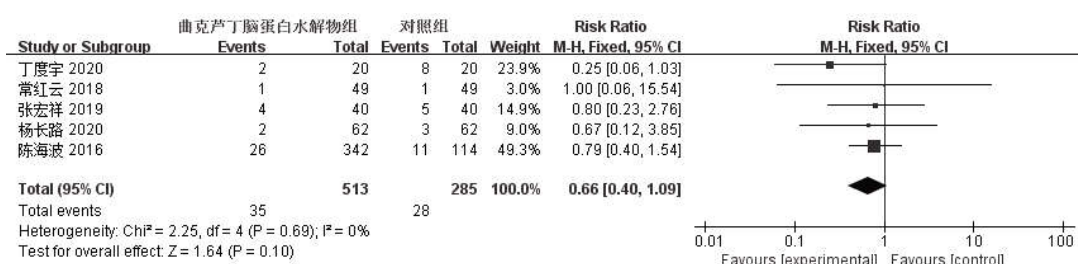 曲克芦丁脑蛋白水解物组 对照组 Risk Ratio Risk Ratio
Study or Subgroup Events Total Events Total Weight M-H, Fixed, 95% CI M-H, Fixed, 95% CI
丁度宇 2020 2 20 8 20 23.9% 0.25 [0.06, 1.03]
常红云 2018 1 49 1 49 3.0% 1.00 [0.06, 15.54]
张宏祥 2019 4 40 5 40 14.9% 0.80 [0.23, 2.76]
杨长路 2020 2 62 3 62 9.0% 0.67 [0.12, 3.85]
陈海波 2016 26 342 11 114 49.3% 0.79 [0.40, 1.54]
Total (95% CI) 513 285 100.0% 0.66 [0.40, 1.09]
Total events 35 28
Heterogeneity: Chi² = 2.25, df = 4 (P = 0.69); I² = 0%
Test for overall effect: Z = 1.64 (P = 0.10)
0.01 0.1 1 10 100
Favours [experimental] Favours [control]